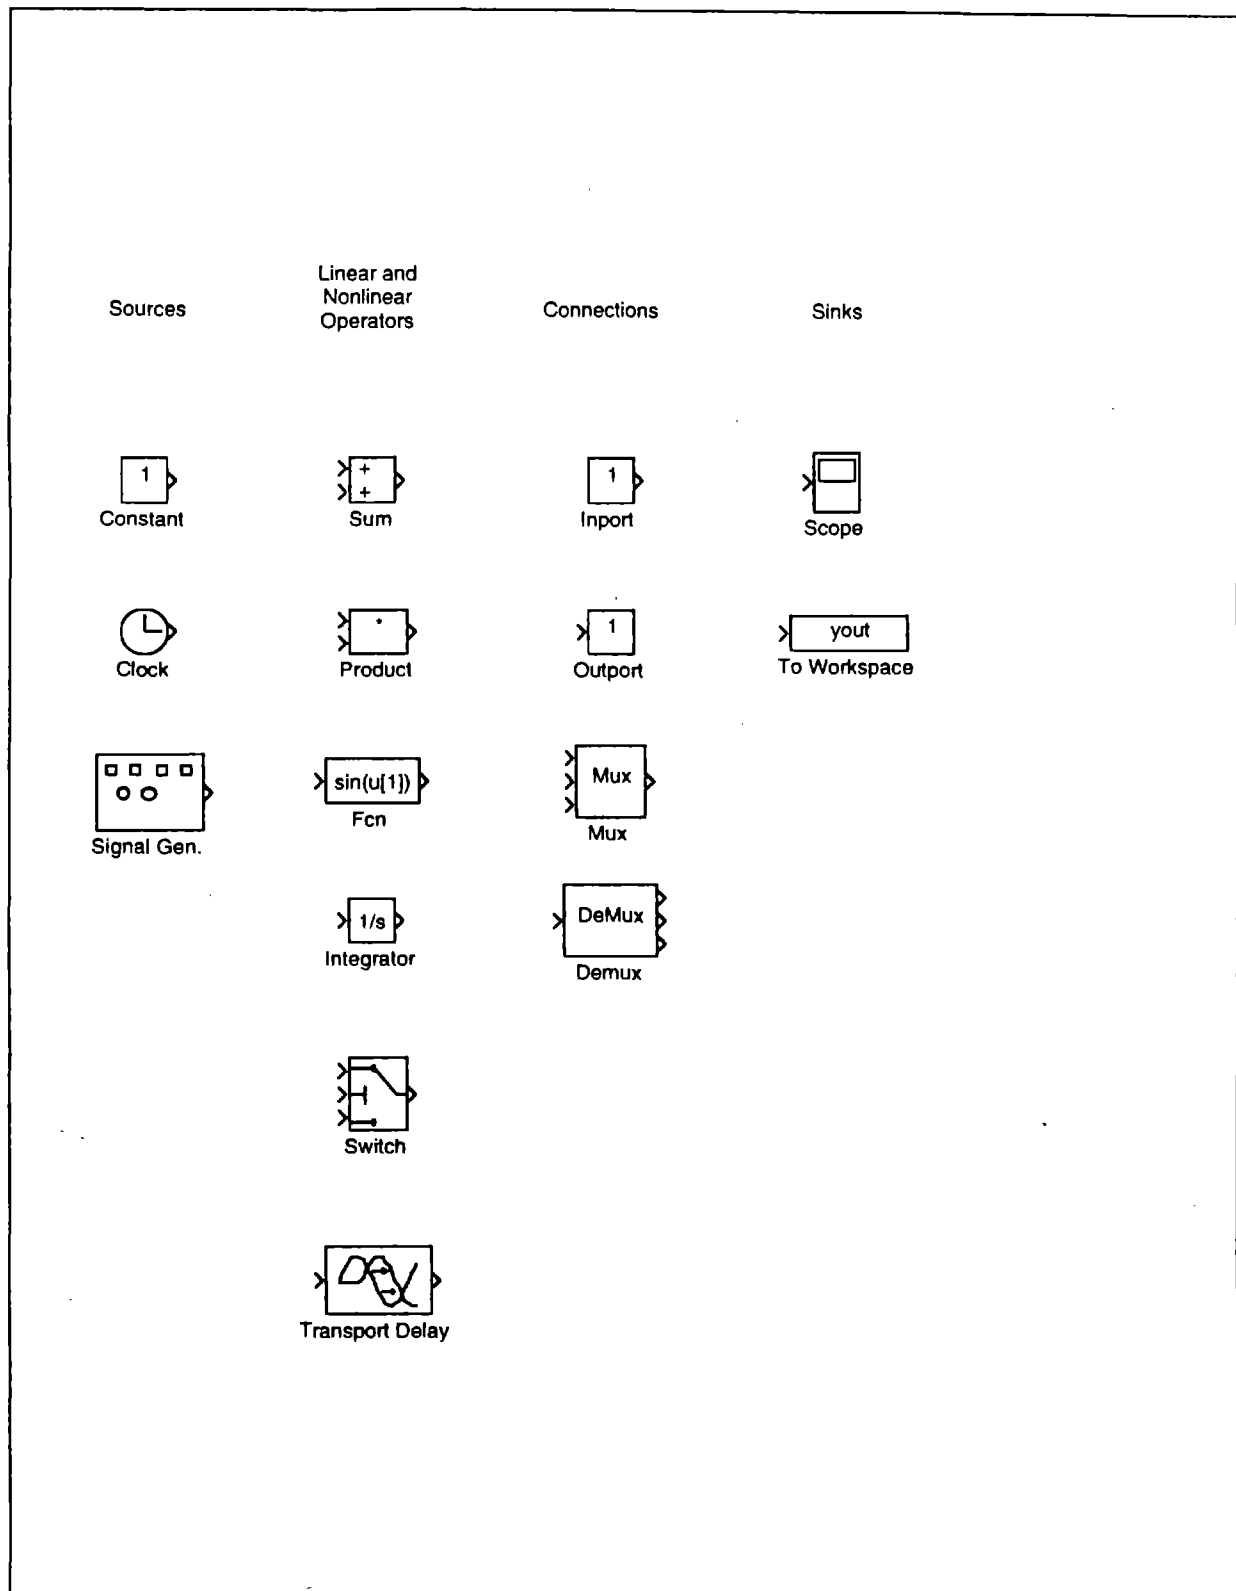 Sources
Linear and
Nonlinear
Operators
Connections
Sinks
1
Constant
+
+
Sum
1
Inport
Scope
Clock
*
Product
1
Outport
yout
To Workspace
Signal Gen.
sin(u[1])
Fcn
Mux
Mux
1/s
Integrator
DeMux
Demux
Switch
Transport Delay